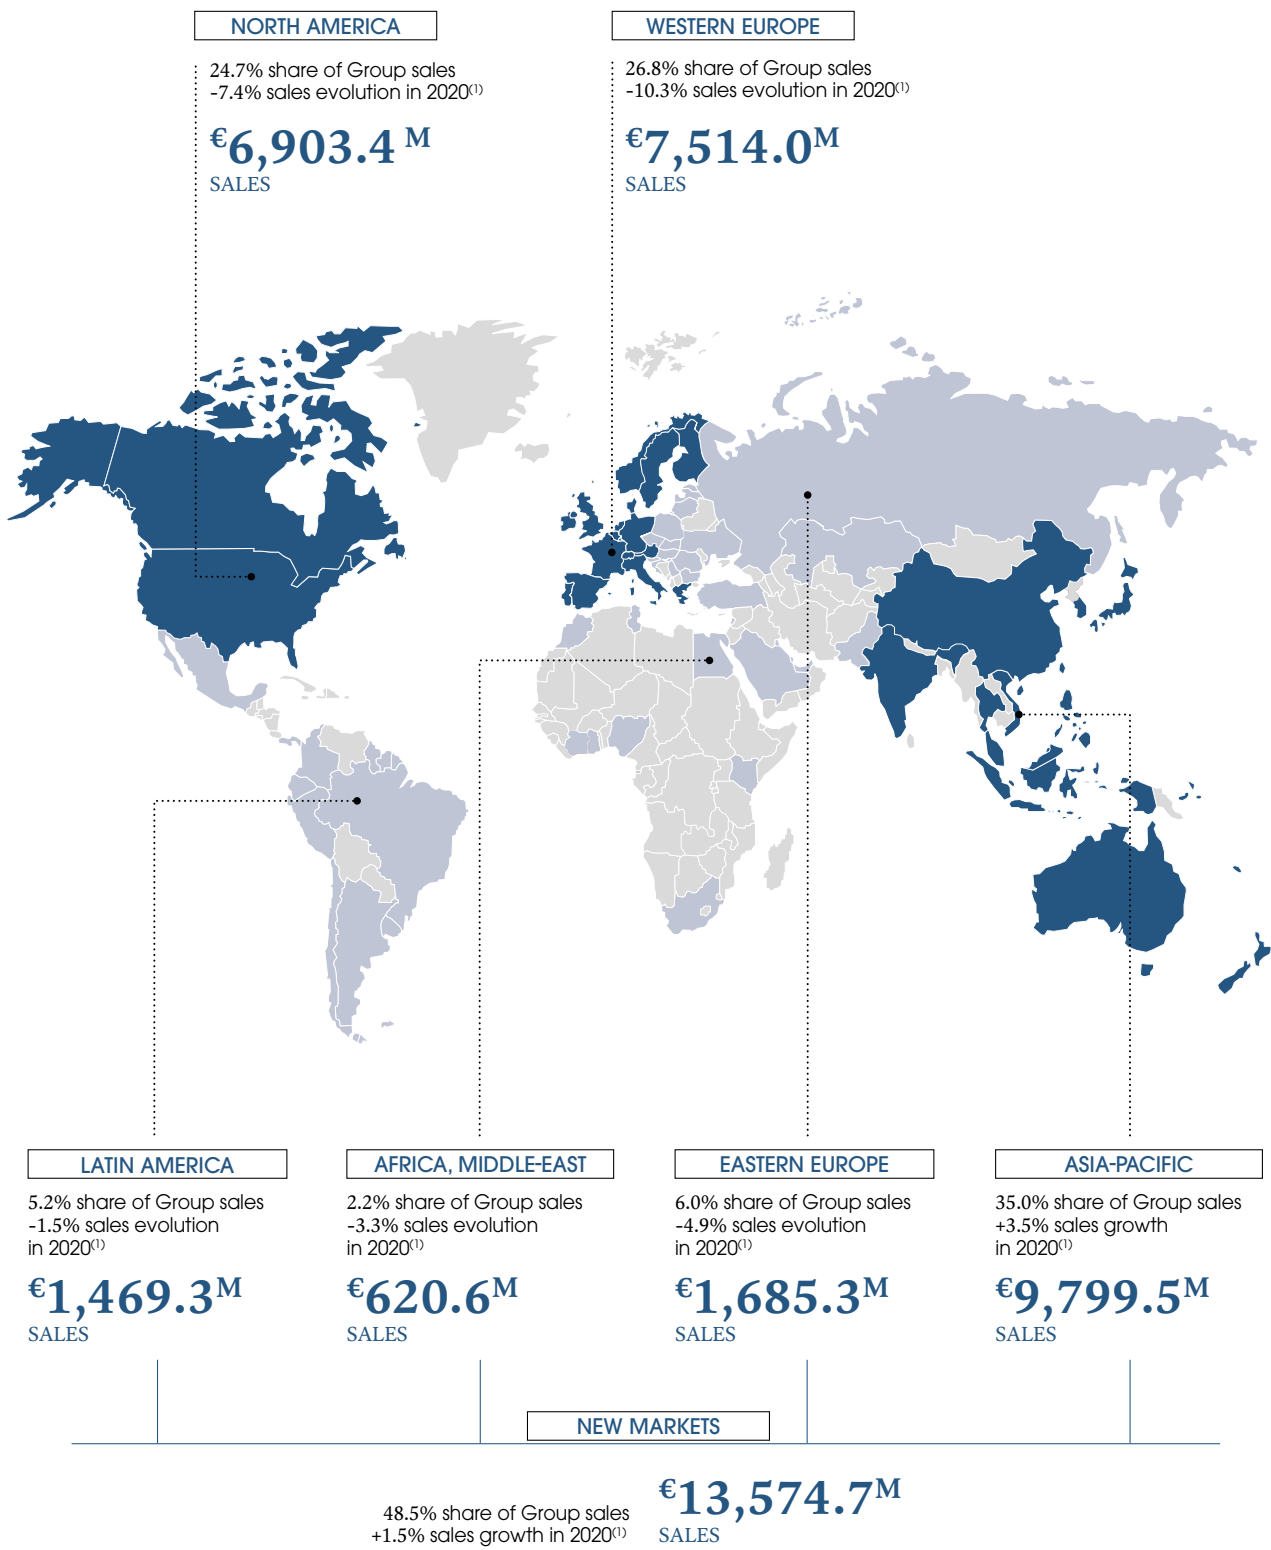 NORTH AMERICA
24.7% share of Group sales
-7.4% sales evolution in 2020(1)
€6,903.4 M
SALES
WESTERN EUROPE
26.8% share of Group sales
-10.3% sales evolution in 2020(1)
€7,514.0M
SALES
LATIN AMERICA
5.2% share of Group sales
-1.5% sales evolution
in 2020(1)
€1,469.3M
SALES
AFRICA, MIDDLE-EAST
2.2% share of Group sales
-3.3% sales evolution
in 2020(1)
€620.6M
SALES
EASTERN EUROPE
6.0% share of Group sales
-4.9% sales evolution
in 2020(1)
€1,685.3M
SALES
ASIA-PACIFIC
35.0% share of Group sales
+3.5% sales growth
in 2020(1)
€9,799.5M
SALES
NEW MARKETS
48.5% share of Group sales
+1.5% sales growth in 2020(1)
€13,574.7M
SALES